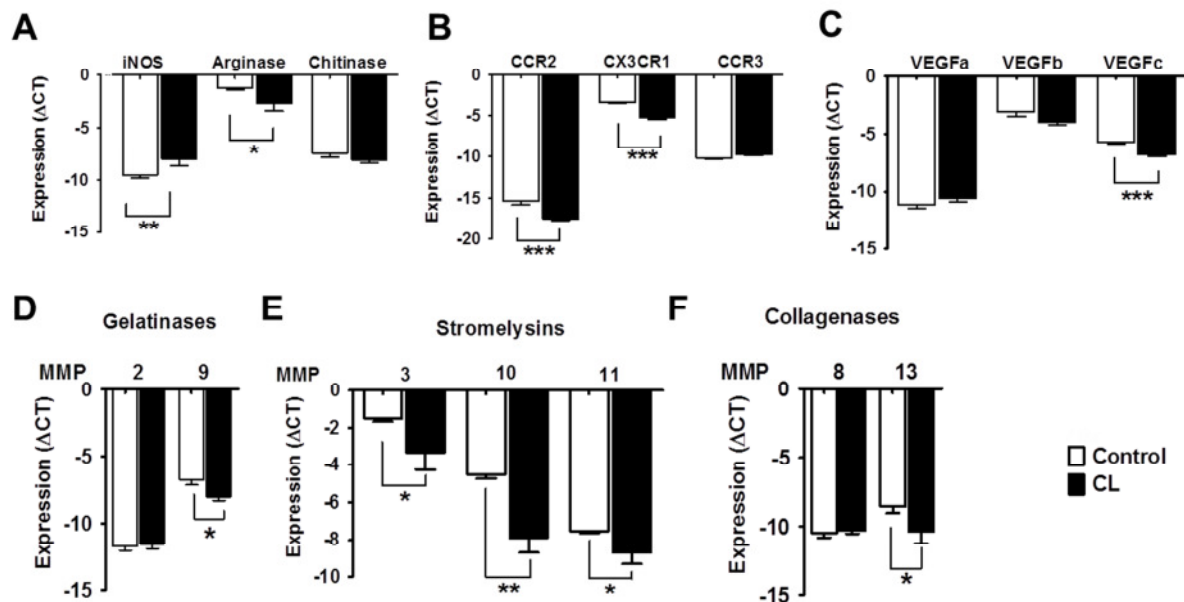 A
iNOS Arginase Chitinase
0
-5
-10
-15
Expression (ΔCT)
**
*
B
CCR2 CX3CR1 CCR3
0
-5
-10
-15
-20
Expression (ΔCT)
***
***
C
VEGFa VEGFb VEGFc
0
-5
-10
-15
Expression (ΔCT)
***
D
Gelatinases
MMP 2 9
0
-5
-10
-15
Expression (ΔCT)
*
E
Stromelysins
MMP 3 10 11
0
-2
-4
-6
-8
-10
Expression (ΔCT)
*
**
*
F
Collagenases
MMP 8 13
0
-5
-10
-15
Expression (ΔCT)
*
Control
CL